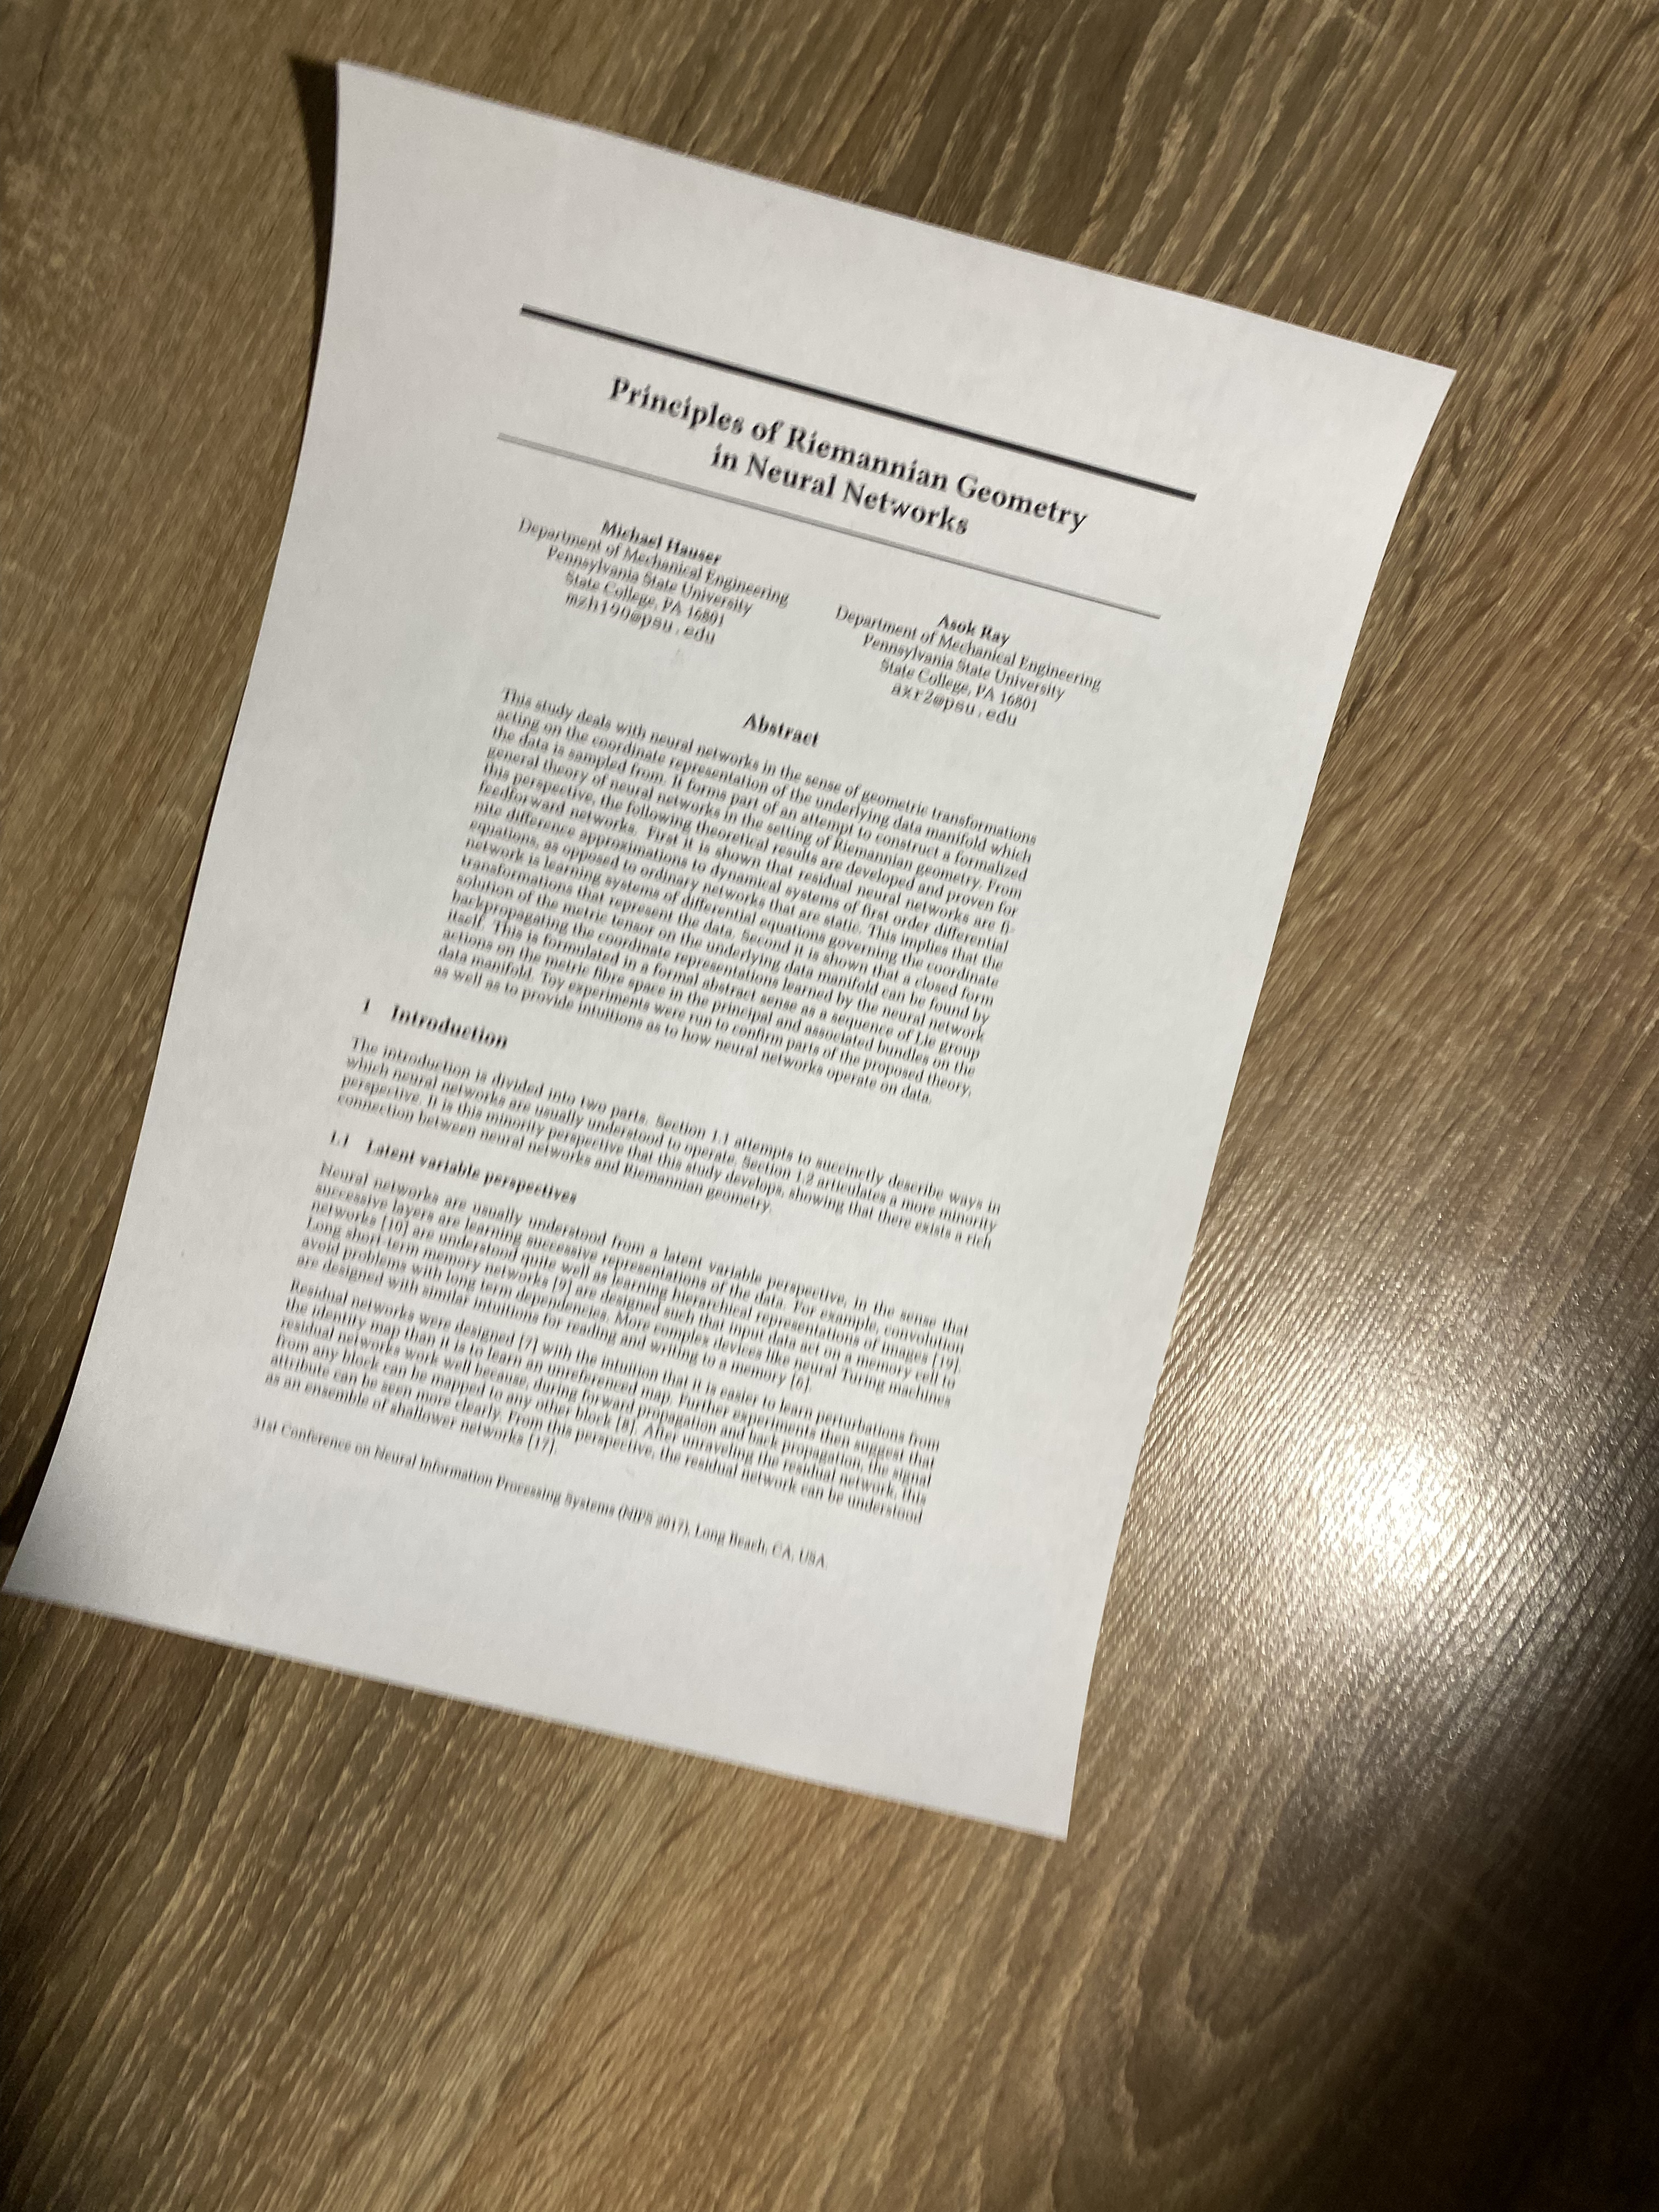 Principles of Riemannian Geometry
in Neural Networks
Michael Hauser
Department of Mechanical Engineering
Pennsylvania State University
State College, PA 16801
mzh190@psu.edu
Asok Ray
Department of Mechanical Engineering
Pennsylvania State University
State College, PA 16801
axr2@psu.edu
Abstract
This study deals with neural networks in the sense of geometric transformations
acting on the coordinate representation of the underlying data manifold which
the data is sampled from. It forms part of an attempt to construct a formalized
general theory of neural networks in the setting of Riemannian geometry. From
this perspective, the following theoretical results are developed and proven for
feedforward networks. First it is shown that residual neural networks are fi-
nite difference approximations to dynamical systems of first order differential
equations, as opposed to ordinary networks that are static. This implies that the
network is learning systems of differential equations governing the coordinate
transformations that represent the data. Second it is shown that a closed form
solution of the metric tensor on the underlying data manifold can be found by
backpropagating the coordinate representations learned by the neural network
itself. This is formulated in a formal abstract sense as a sequence of Lie group
actions on the metric fibre space in the principal and associated bundles on the
data manifold. Toy experiments were run to confirm parts of the proposed theory,
as well as to provide intuitions as to how neural networks operate on data.
1 Introduction
The introduction is divided into two parts. Section 1.1 attempts to succinctly describe ways in
which neural networks are usually understood to operate. Section 1.2 articulates a more minority
perspective. It is this minority perspective that this study develops, showing that there exists a rich
connection between neural networks and Riemannian geometry.
1.1 Latent variable perspectives
Neural networks are usually understood from a latent variable perspective, in the sense that
successive layers are learning successive representations of the data. For example, convolution
networks [10] are understood quite well as learning hierarchical representations of images [19].
Long short-term memory networks [9] are designed such that input data act on a memory cell to
avoid problems with long term dependencies. More complex devices like neural Turing machines
are designed with similar intuitions for reading and writing to a memory [6].
Residual networks were designed [7] with the intuition that it is easier to learn perturbations from
the identity map than it is to learn an unreferenced map. Further experiments then suggest that
residual networks work well because, during forward propagation and back propagation, the signal
from any block can be mapped to any other block [8]. After unraveling the residual network, this
attribute can be seen more clearly. From this perspective, the residual network can be understood
as an ensemble of shallower networks [17].
31st Conference on Neural Information Processing Systems (NIPS 2017), Long Beach, CA, USA.